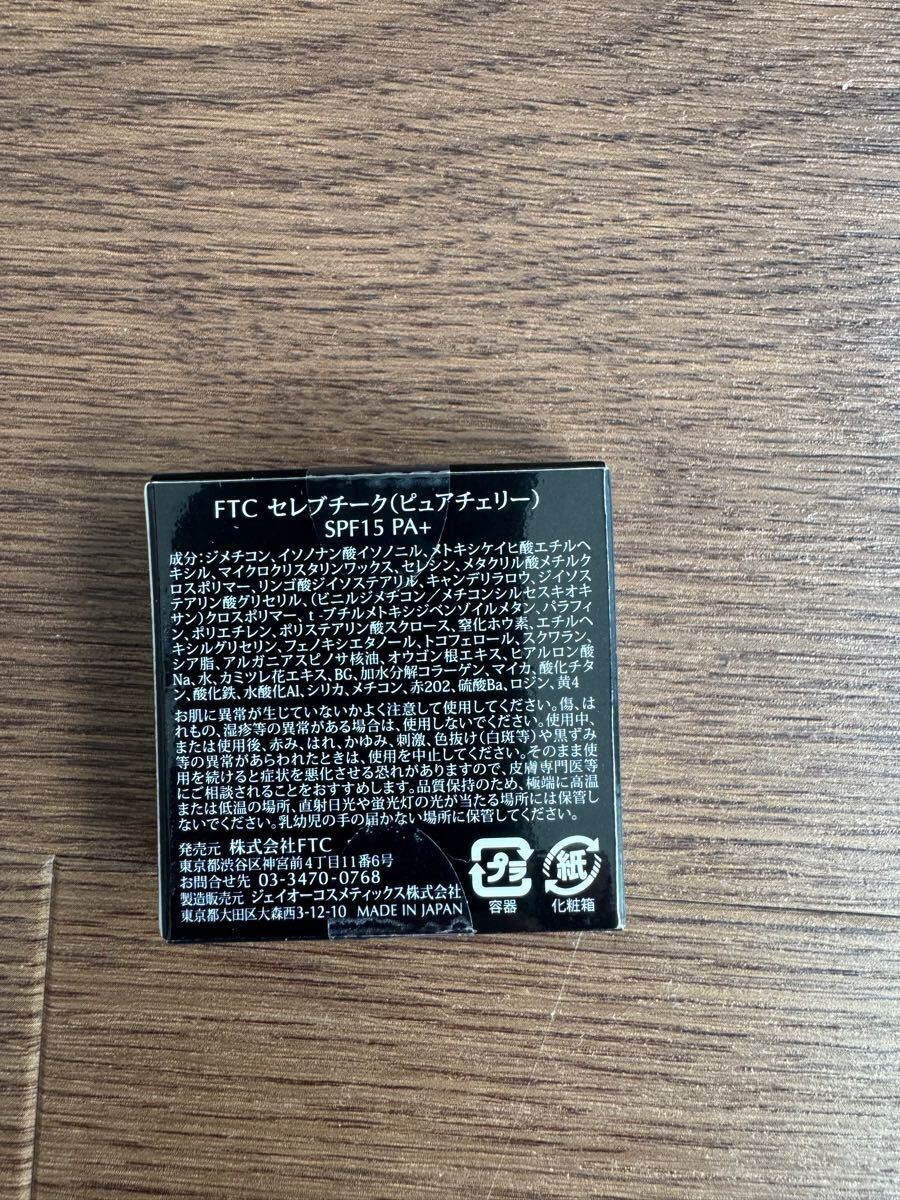 FTC セレブチーク(ピュアチェリー)
SPF15 PA+
成分:ジメチコン、イソノナン酸イソノニル、メトキシケイヒ酸エチルヘ
キシル、マイクロクリスタリンワックス、セレシン、メタクリル酸メチルク
ロスポリマー、リンゴ酸ジイソステアリル、キャンデリラロウ、ジイソス
テアリン酸グリセリル、(ビニルジメチコン/メチコンシルセスキオキ
サン)クロスポリマー、t-ブチルメトキシジベンゾイルメタン、パラフィ
ン、ポリエチレン、ポリステアリン酸スクロース、窒化ホウ素、エチルヘ
キシルグリセリン、フェノキシエタノール、トコフェロール、スクワラン、
シア脂、アルガニアスピノサ核油、オウゴン根エキス、ヒアルロン酸
Na、水、カミツレ花エキス、BG、加水分解コラーゲン、マイカ、酸化チタ
ン、酸化鉄、水酸化Al、シリカ、メチコン、赤202、硫酸Ba、ロジン、黄4
お肌に異常が生じていないかよく注意して使用してください。傷、は
れもの、湿疹等の異常がある場合は、使用しないでください。使用中、
または使用後、赤み、はれ、かゆみ、刺激、色抜け(白斑等)や黒ずみ
等の異常があらわれたときは、使用を中止してください。そのまま使
用を続けると症状を悪化させる恐れがありますので、皮膚専門医等
にご相談されることをおすすめします。品質保持のため、極端に高温
または低温の場所、直射日光や蛍光灯の光が当たる場所には保管し
ないでください。乳幼児の手の届かない場所に保管してください。
発売元 株式会社FTC
東京都渋谷区神宮前4丁目11番6号
お問合せ先 03-3470-0768
製造販売元 ジェイオーコスメティックス株式会社
東京都大田区大森西3-12-10 MADE IN JAPAN
プラ
容器
紙
化粧箱